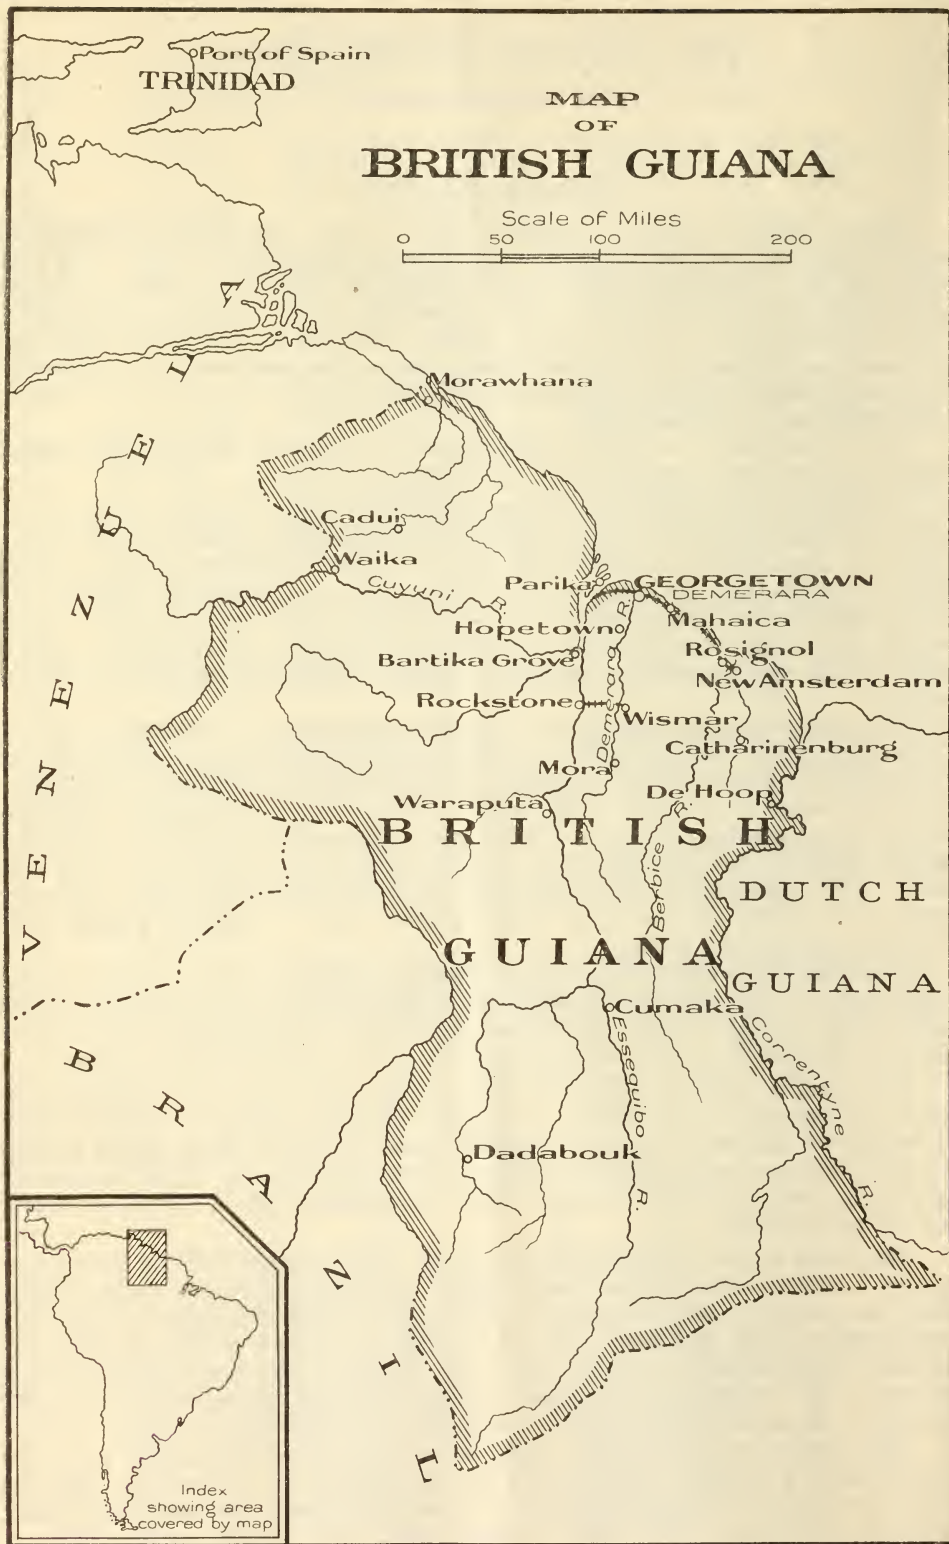 Port of Spain
TRINIDAD
MAP
OF
BRITISH GUIANA
Scale of Miles
0 50 100 200
VENEZUELA
Morawhana
Cadui
Waika
Cuyuni R.
Parika
GEORGETOWN
DEMERARA
Hopetown
Mahaica
Bartika Grove
Rosignol
New Amsterdam
Rockstone
Demerara R.
Wismar
Catharinenburg
Mora
De Hoop
Waraputa
BRITISH
Berbice R.
DUTCH
GUIANA
GUIANA
Cumaka
Correntyne R.
Essequibo R.
Dadabouk
BRAZIL
Index
showing area
covered by map